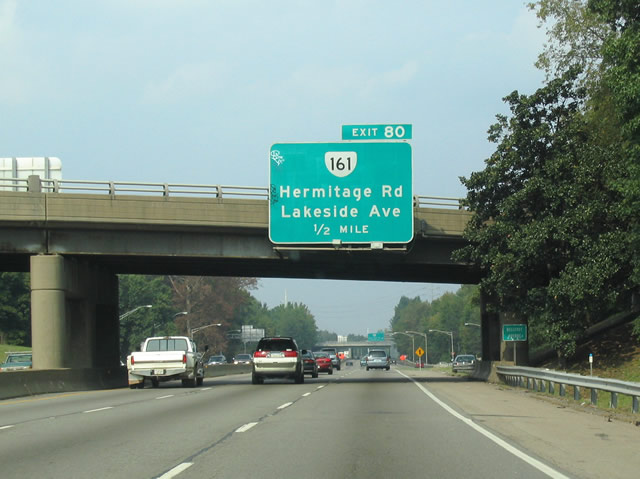 EXIT 80
161
Hermitage Rd
Lakeside Ave
1/2 MILE